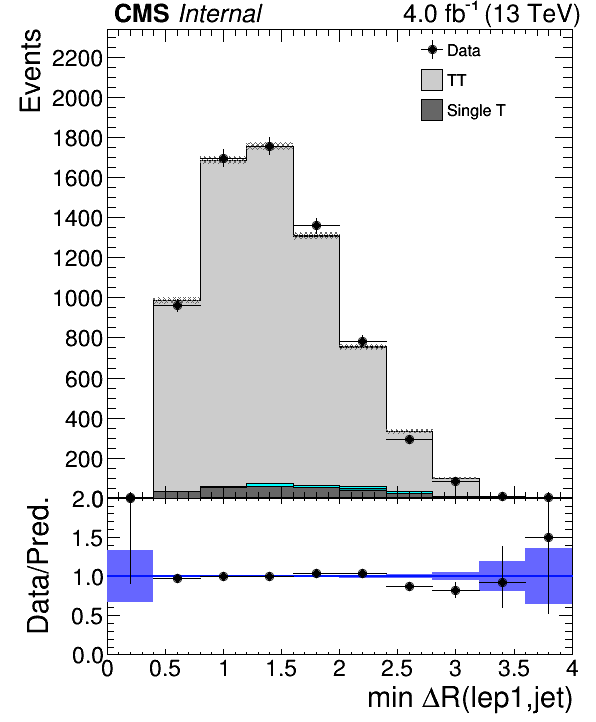 CMS Internal 4.0 fb⁻¹ (13 TeV)
Events
2200
2000
1800
1600
1400
1200
1000
800
600
400
200
Data
TT
Single T
Data/Pred.
2.0
1.5
1.0
0.5
0.0
0 0.5 1 1.5 2 2.5 3 3.5 4
min ΔR(lep1,jet)